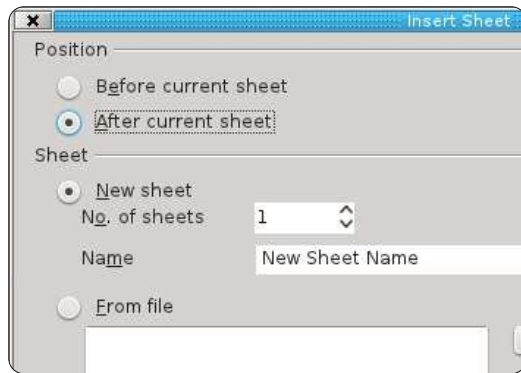 Insert Sheet
Position
Before current sheet
After current sheet
Sheet
New sheet
No. of sheets 1
Name New Sheet Name
From file